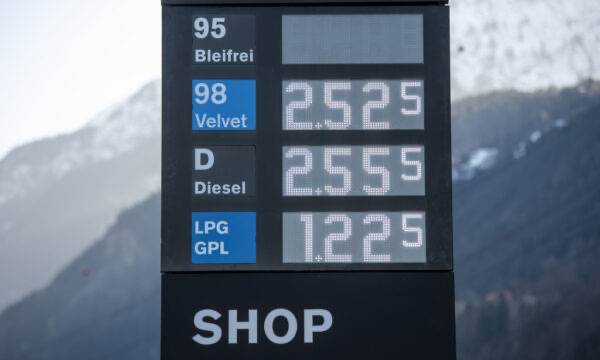 95
Bleifrei
98
Velvet
2.525
D
Diesel
2.555
LPG
GPL
1.225
SHOP